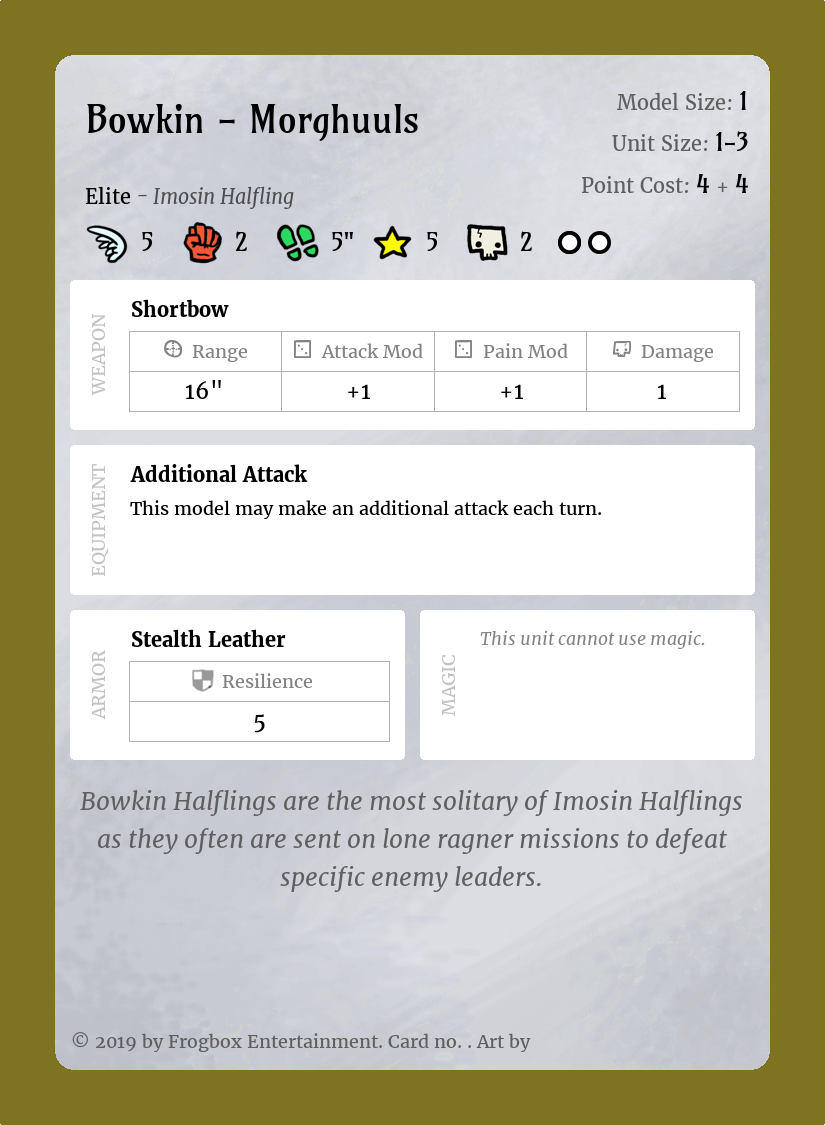 Bowkin – Morghuuls
Model Size: 1
Unit Size: 1–3
Point Cost: 4 + 4
Elite – Imosin Halfling
5 2 5" 5 2
WEAPON
Shortbow
Range Attack Mod Pain Mod Damage
16" +1 +1 1
EQUIPMENT
Additional Attack
This model may make an additional attack each turn.
ARMOR
Stealth Leather
Resilience
5
MAGIC
This unit cannot use magic.
Bowkin Halflings are the most solitary of Imosin Halflings
as they often are sent on lone ragner missions to defeat
specific enemy leaders.
© 2019 by Frogbox Entertainment. Card no. . Art by